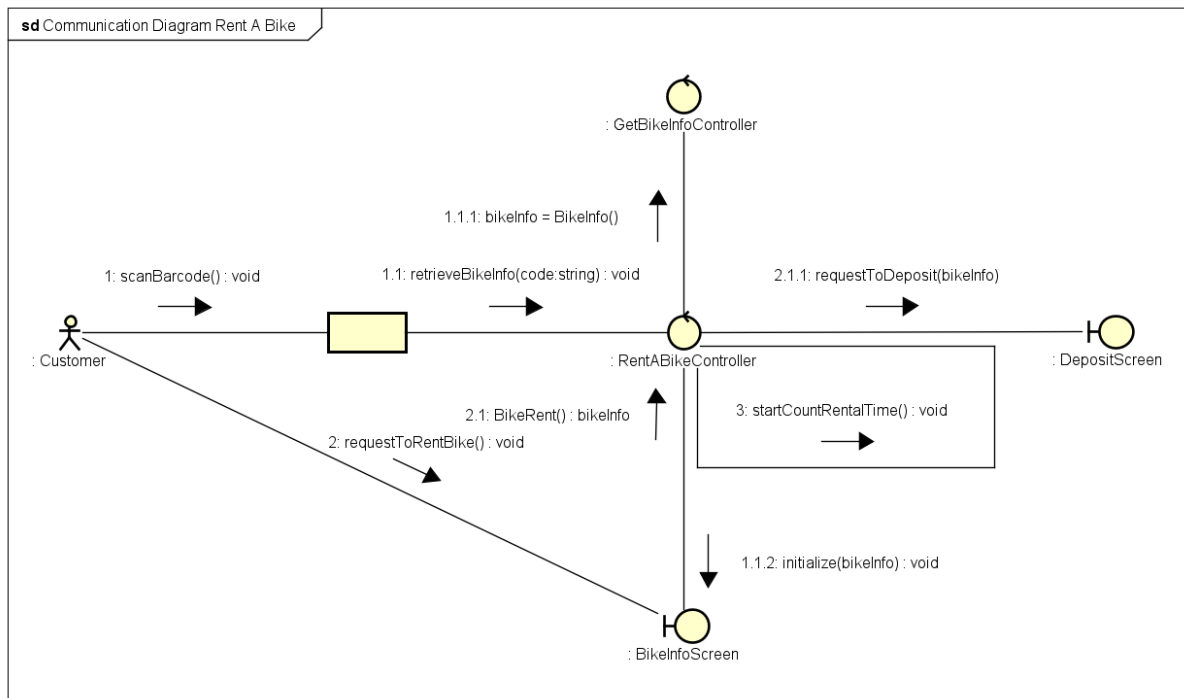 sd Communication Diagram Rent A Bike
: GetBikeInfoController
1.1.1: bikeInfo = BikeInfo()
1: scanBarcode() : void
1.1: retrieveBikeInfo(code:string) : void
2.1.1: requestToDeposit(bikeInfo)
: Customer
: RentABikeController
: DepositScreen
2.1: BikeRent() : bikeInfo
3: startCountRentalTime() : void
2: requestToRentBike() : void
1.1.2: initialize(bikeInfo) : void
: BikeInfoScreen